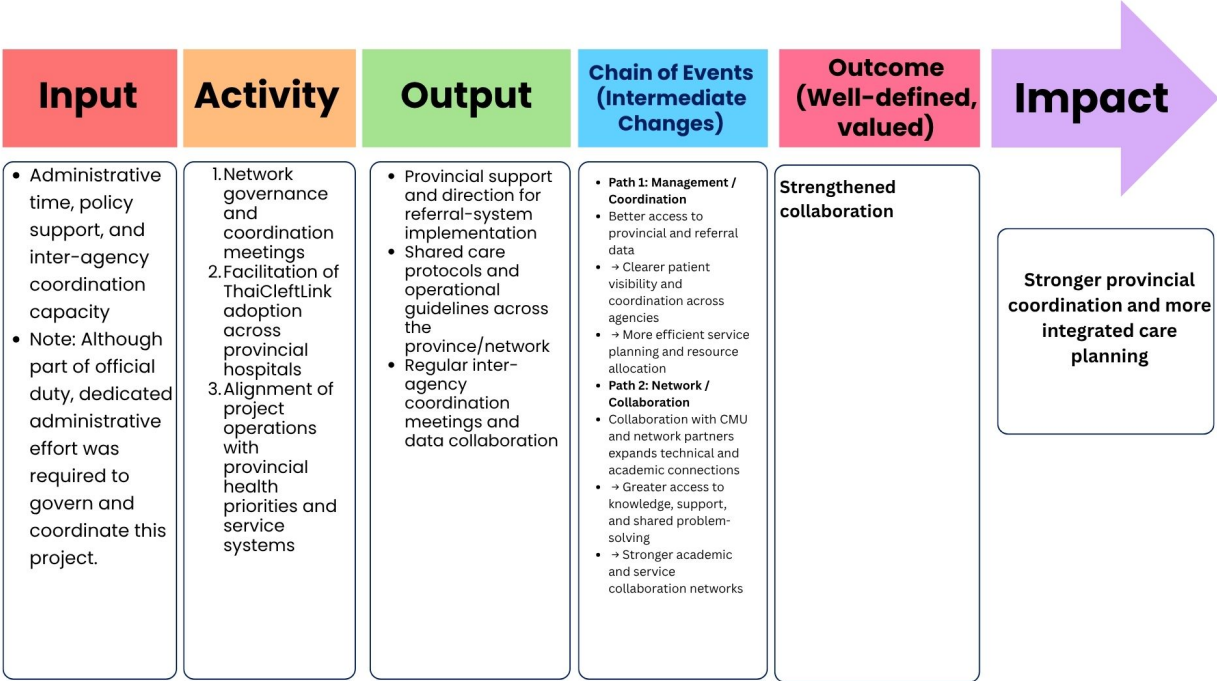 Input
Activity
Output
Chain of Events
(Intermediate
Changes)
Outcome
(Well-defined,
valued)
Impact
• Administrative
time, policy
support, and
inter-agency
coordination
capacity
• Note: Although
part of official
duty, dedicated
administrative
effort was
required to
govern and
coordinate this
project.
1.Network
governance
and
coordination
meetings
2.Facilitation of
ThaiCleftLink
adoption
across
provincial
hospitals
3.Alignment of
project
operations
with
provincial
health
priorities and
service
systems
• Provincial support
and direction for
referral-system
implementation
• Shared care
protocols and
operational
guidelines across
the
province/network
• Regular inter-
agency
coordination
meetings and
data collaboration
• Path 1: Management /
Coordination
• Better access to
provincial and referral
data
• → Clearer patient
visibility and
coordination across
agencies
• → More efficient service
planning and resource
allocation
• Path 2: Network /
Collaboration
• Collaboration with CMU
and network partners
expands technical and
academic connections
• → Greater access to
knowledge, support,
and shared problem-
solving
• → Stronger academic
and service
collaboration networks
Strengthened
collaboration
Stronger provincial
coordination and more
integrated care
planning